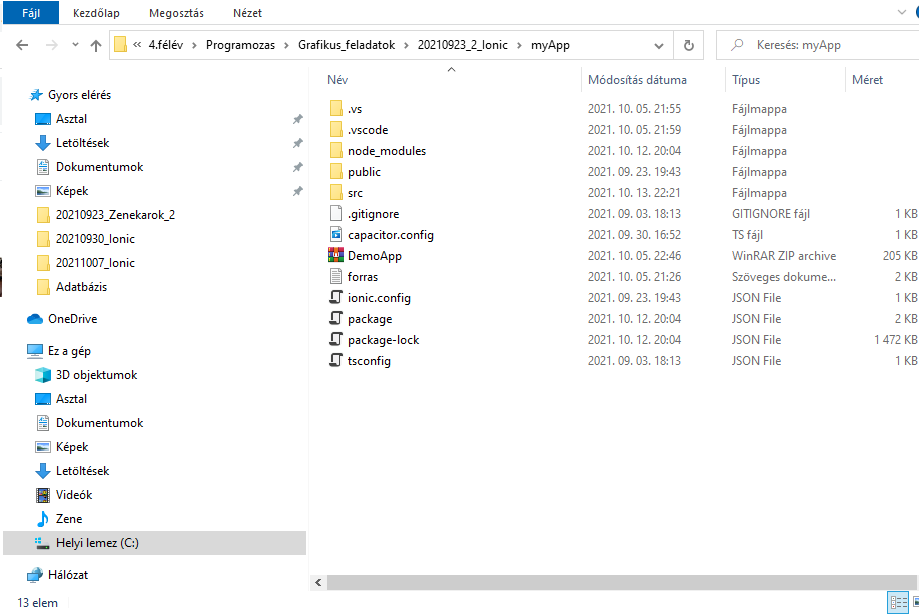 Fájl Kezdőlap Megosztás Nézet
« 4.félév › Programozas › Grafikus_feladatok › 20210923_2_Ionic › myApp
Keresés: myApp
Név Módosítás dátuma Típus Méret
Gyors elérés
Asztal
Letöltések
Dokumentumok
Képek
20210923_Zenekarok_2
20210930_Ionic
20211007_Ionic
Adatbázis
OneDrive
Ez a gép
3D objektumok
Asztal
Dokumentumok
Képek
Letöltések
Videók
Zene
Helyi lemez (C:)
Hálózat
.vs 2021. 10. 05. 21:55 Fájlmappa
.vscode 2021. 10. 05. 21:59 Fájlmappa
node_modules 2021. 10. 12. 20:04 Fájlmappa
public 2021. 09. 23. 19:43 Fájlmappa
src 2021. 10. 13. 22:21 Fájlmappa
.gitignore 2021. 09. 03. 18:13 GITIGNORE fájl 1 KB
capacitor.config 2021. 09. 30. 16:52 TS fájl 1 KB
DemoApp 2021. 10. 05. 22:46 WinRAR ZIP archive 205 KB
forras 2021. 10. 05. 21:26 Szöveges dokume... 2 KB
ionic.config 2021. 09. 23. 19:43 JSON File 1 KB
package 2021. 10. 12. 20:04 JSON File 2 KB
package-lock 2021. 10. 12. 20:04 JSON File 1 472 KB
tsconfig 2021. 09. 03. 18:13 JSON File 1 KB
13 elem